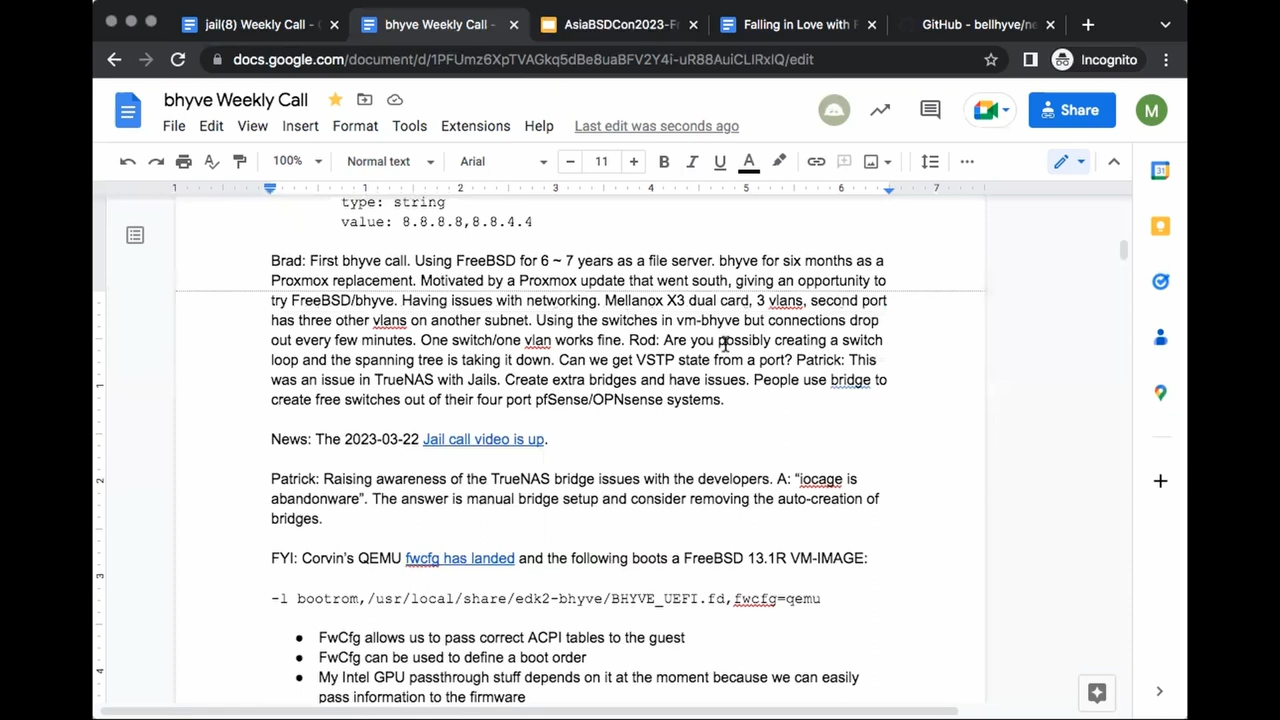 jail(8) Weekly Call -
bhyve Weekly Call -
AsiaBSDCon2023-F
Falling in Love with F
GitHub - bellhyve/ne
docs.google.com/document/d/1PFUmz6XpTVAGkq5dBe8uaBFV2Y4i-uR88AuiCLIRxIQ/edit
Incognito
bhyve Weekly Call
File Edit View Insert Format Tools Extensions Help Last edit was seconds ago
Share
M
100% Normal text Arial 11 B I U A
1 1 2 3 4 5 6 7
type: string
value: 8.8.8.8,8.8.4.4
Brad: First bhyve call. Using FreeBSD for 6 ~ 7 years as a file server. bhyve for six months as a
Proxmox replacement. Motivated by a Proxmox update that went south, giving an opportunity to
try FreeBSD/bhyve. Having issues with networking. Mellanox X3 dual card, 3 vlans, second port
has three other vlans on another subnet. Using the switches in vm-bhyve but connections drop
out every few minutes. One switch/one vlan works fine. Rod: Are you possibly creating a switch
loop and the spanning tree is taking it down. Can we get VSTP state from a port? Patrick: This
was an issue in TrueNAS with Jails. Create extra bridges and have issues. People use bridge to
create free switches out of their four port pfSense/OPNsense systems.
News: The 2023-03-22 Jail call video is up.
Patrick: Raising awareness of the TrueNAS bridge issues with the developers. A: “iocage is
abandonware”. The answer is manual bridge setup and consider removing the auto-creation of
bridges.
FYI: Corvin’s QEMU fwcfg has landed and the following boots a FreeBSD 13.1R VM-IMAGE:
-l bootrom,/usr/local/share/edk2-bhyve/BHYVE_UEFI.fd,fwcfg=qemu
● FwCfg allows us to pass correct ACPI tables to the guest
● FwCfg can be used to define a boot order
● My Intel GPU passthrough stuff depends on it at the moment because we can easily
pass information to the firmware
1
2
3
4
31